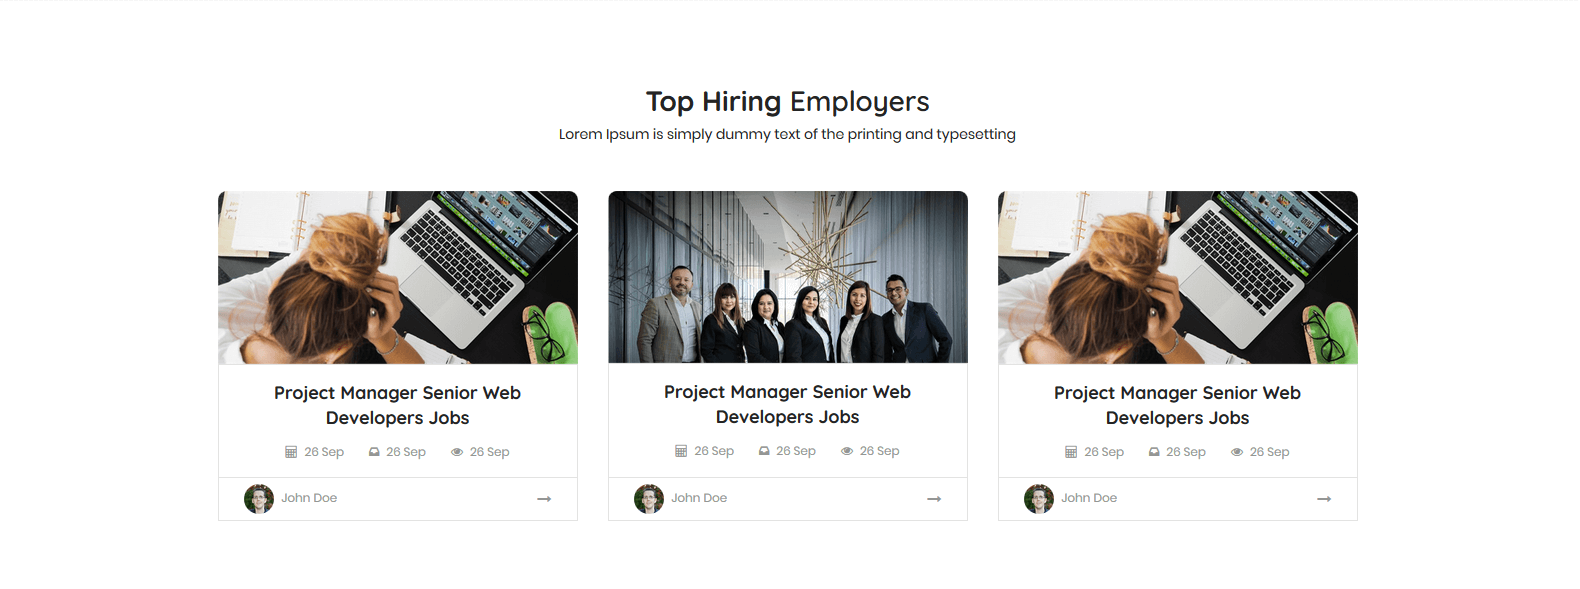 Top Hiring Employers
Lorem Ipsum is simply dummy text of the printing and typesetting
Project Manager Senior Web
Developers Jobs
26 Sep 26 Sep 26 Sep
John Doe
Project Manager Senior Web
Developers Jobs
26 Sep 26 Sep 26 Sep
John Doe
Project Manager Senior Web
Developers Jobs
26 Sep 26 Sep 26 Sep
John Doe